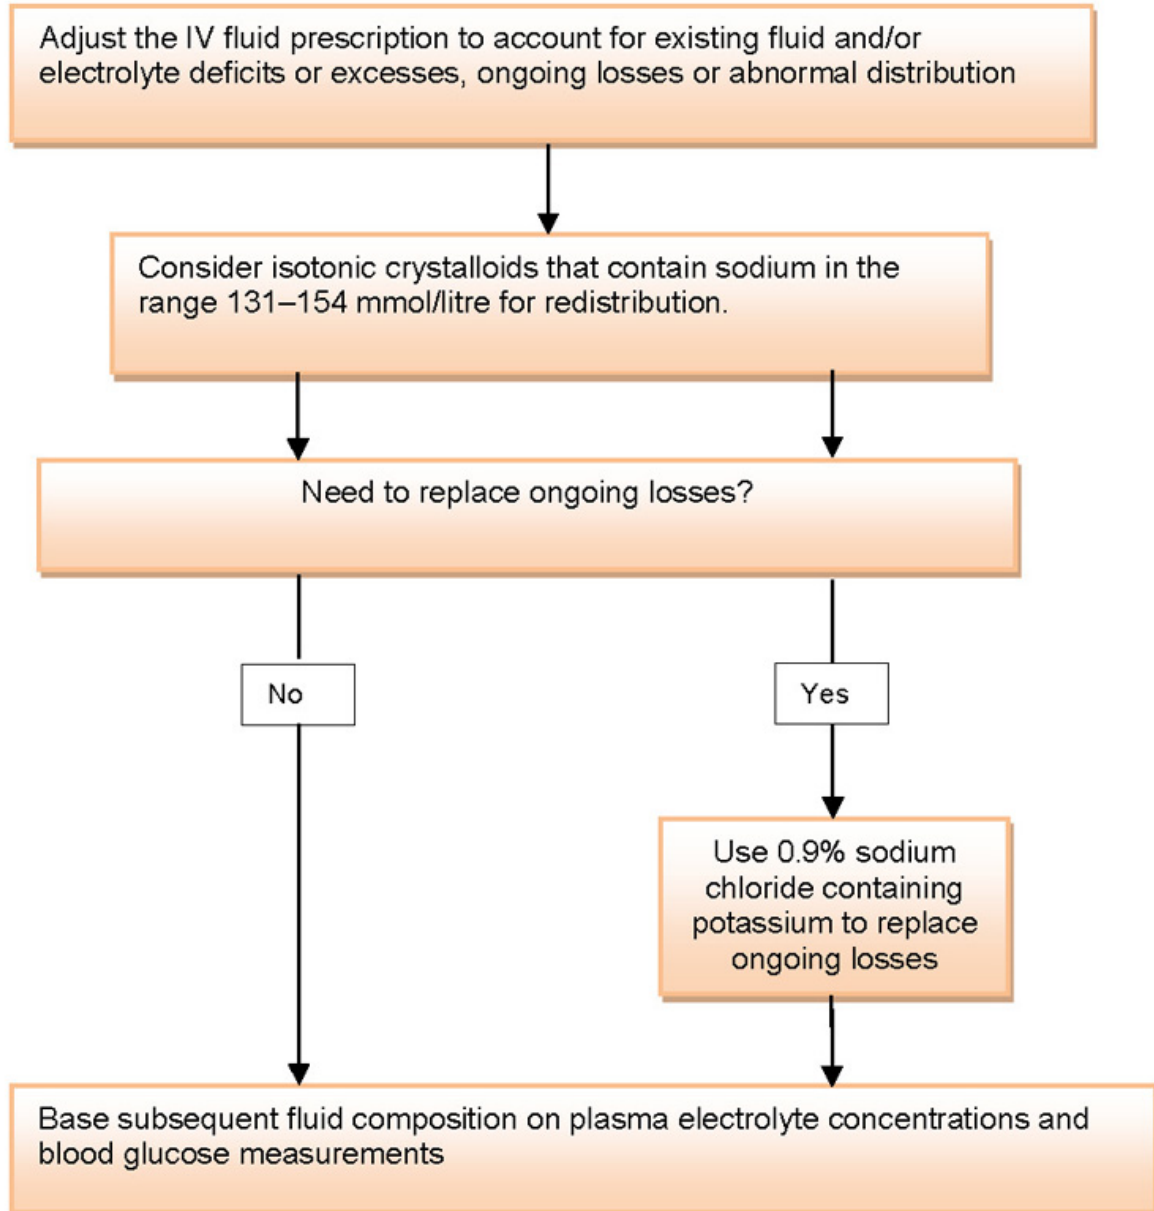 Adjust the IV fluid prescription to account for existing fluid and/or
electrolyte deficits or excesses, ongoing losses or abnormal distribution
Consider isotonic crystalloids that contain sodium in the
range 131–154 mmol/litre for redistribution.
Need to replace ongoing losses?
No
Yes
Use 0.9% sodium
chloride containing
potassium to replace
ongoing losses
Base subsequent fluid composition on plasma electrolyte concentrations and
blood glucose measurements